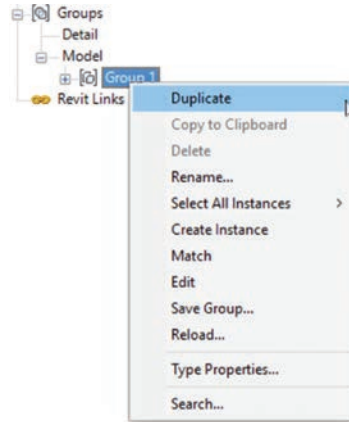 Groups
Detail
Model
Group 1
Revit Links
Duplicate
Copy to Clipboard
Delete
Rename...
Select All Instances >
Create Instance
Match
Edit
Save Group...
Reload...
Type Properties...
Search...